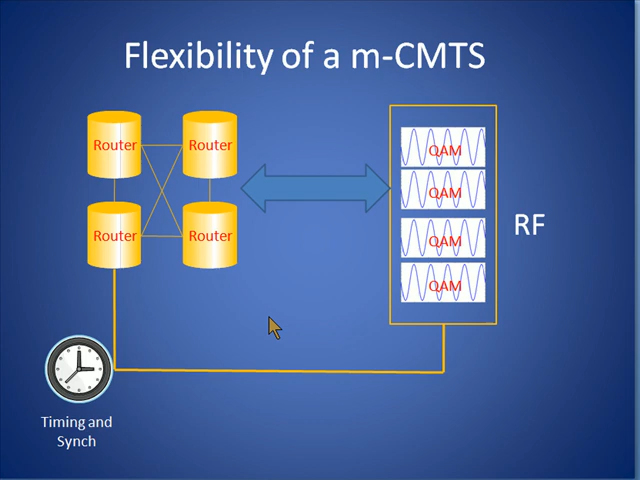 Flexibility of a m-CMTS
Router
Router
Router
Router
QAM
QAM
QAM
QAM
RF
Timing and
Synch